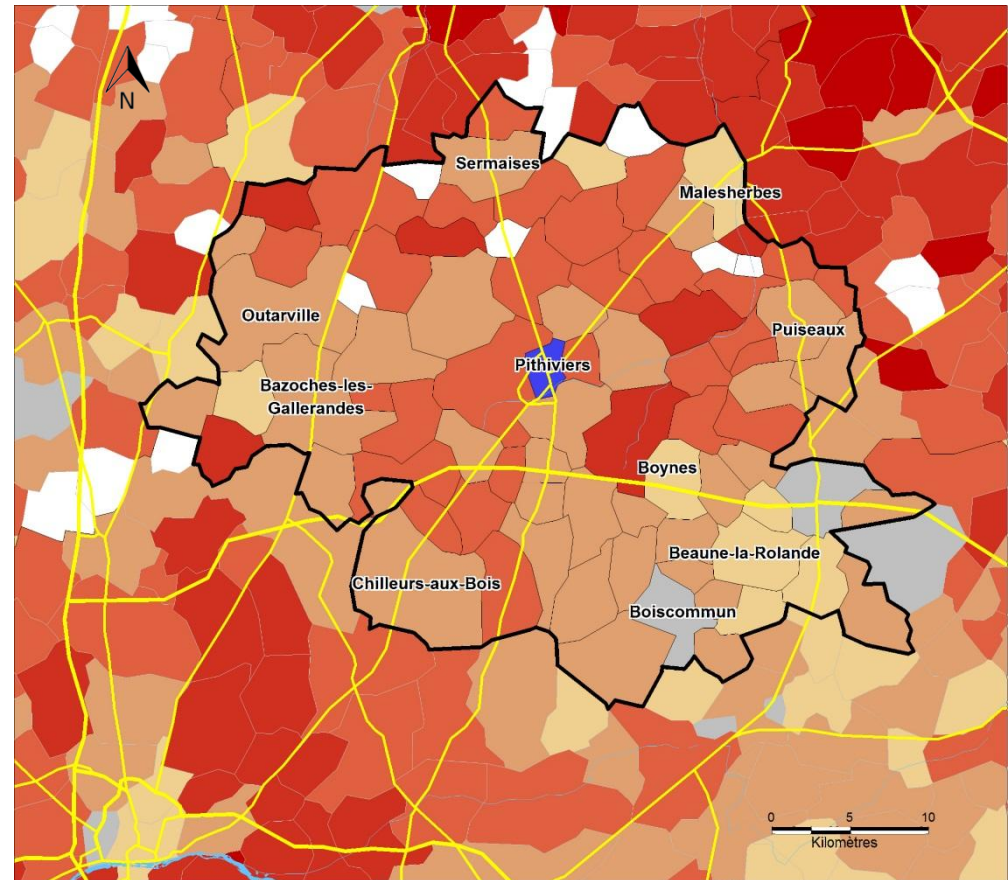 N
Sermaises
Malesherbes
Outarville
Puiseaux
Pithiviers
Bazoches-les-
Gallerandes
Boynes
Beaune-la-Rolande
Chilleurs-aux-Bois
Boiscommun
0 5 10
Kilomètres